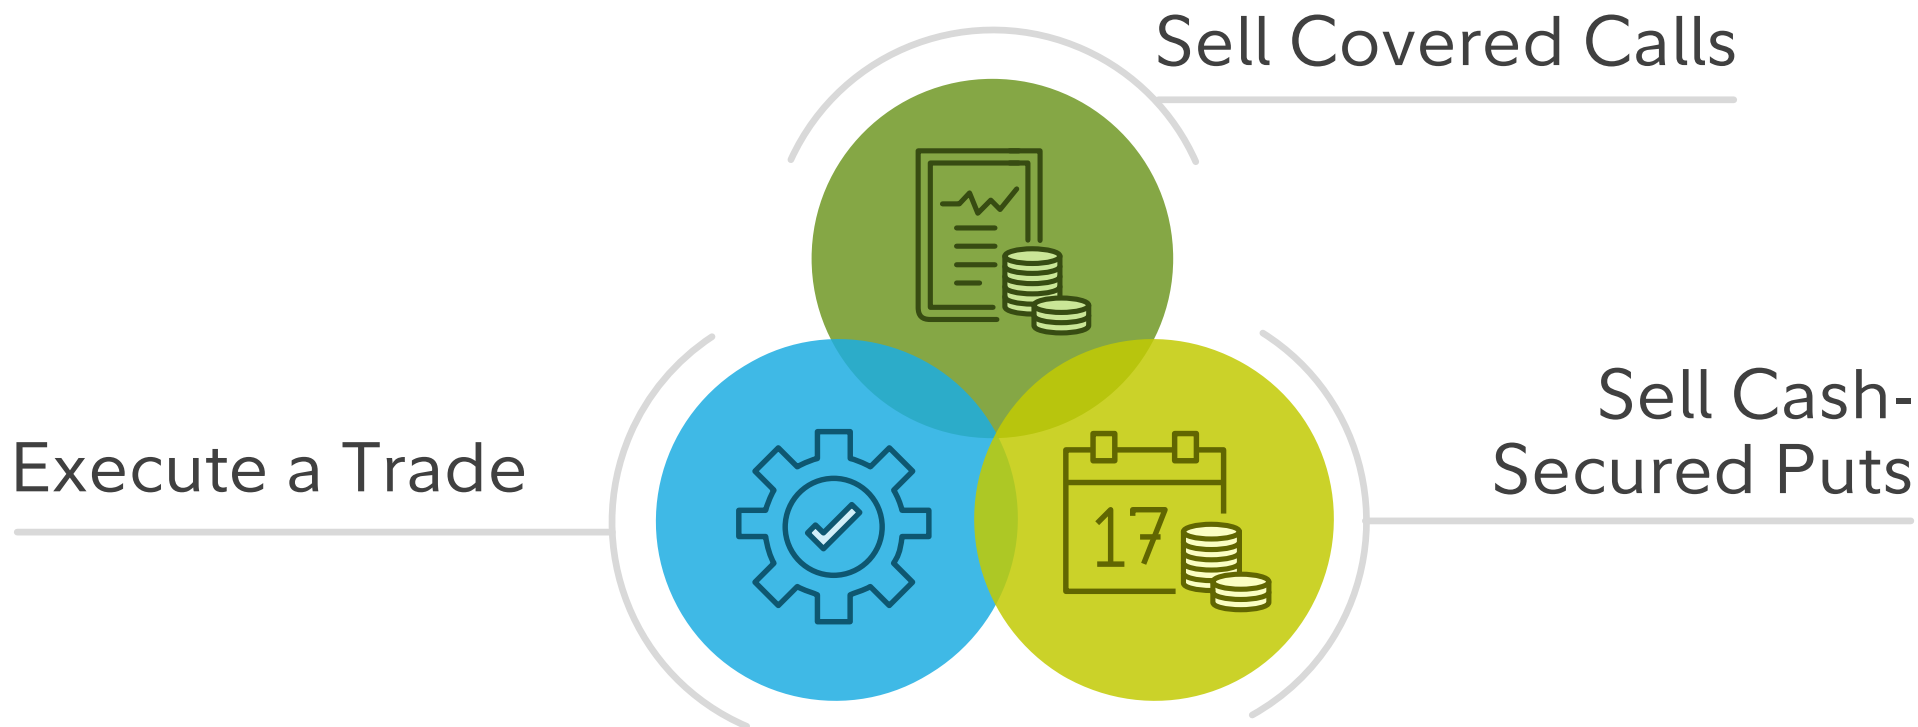 Sell Covered Calls
Sell Cash-
Secured Puts
Execute a Trade
17